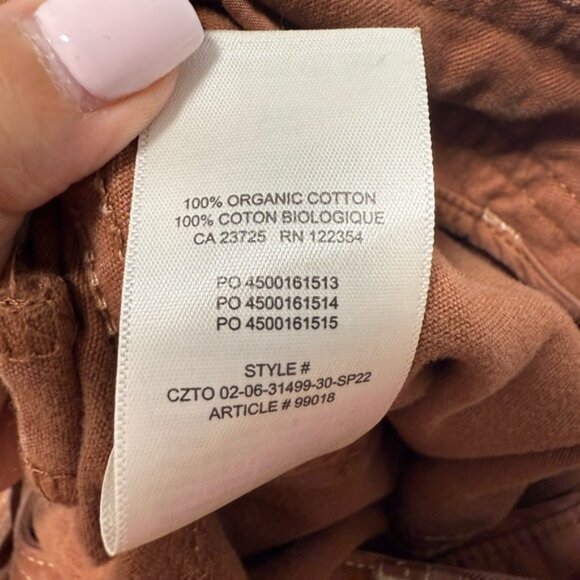 100% ORGANIC COTTON
100% COTON BIOLOGIQUE
CA 23725 RN 122354
PO 4500161513
PO 4500161514
PO 4500161515
STYLE #
CZTO 02-06-31499-30-SP22
ARTICLE # 99018